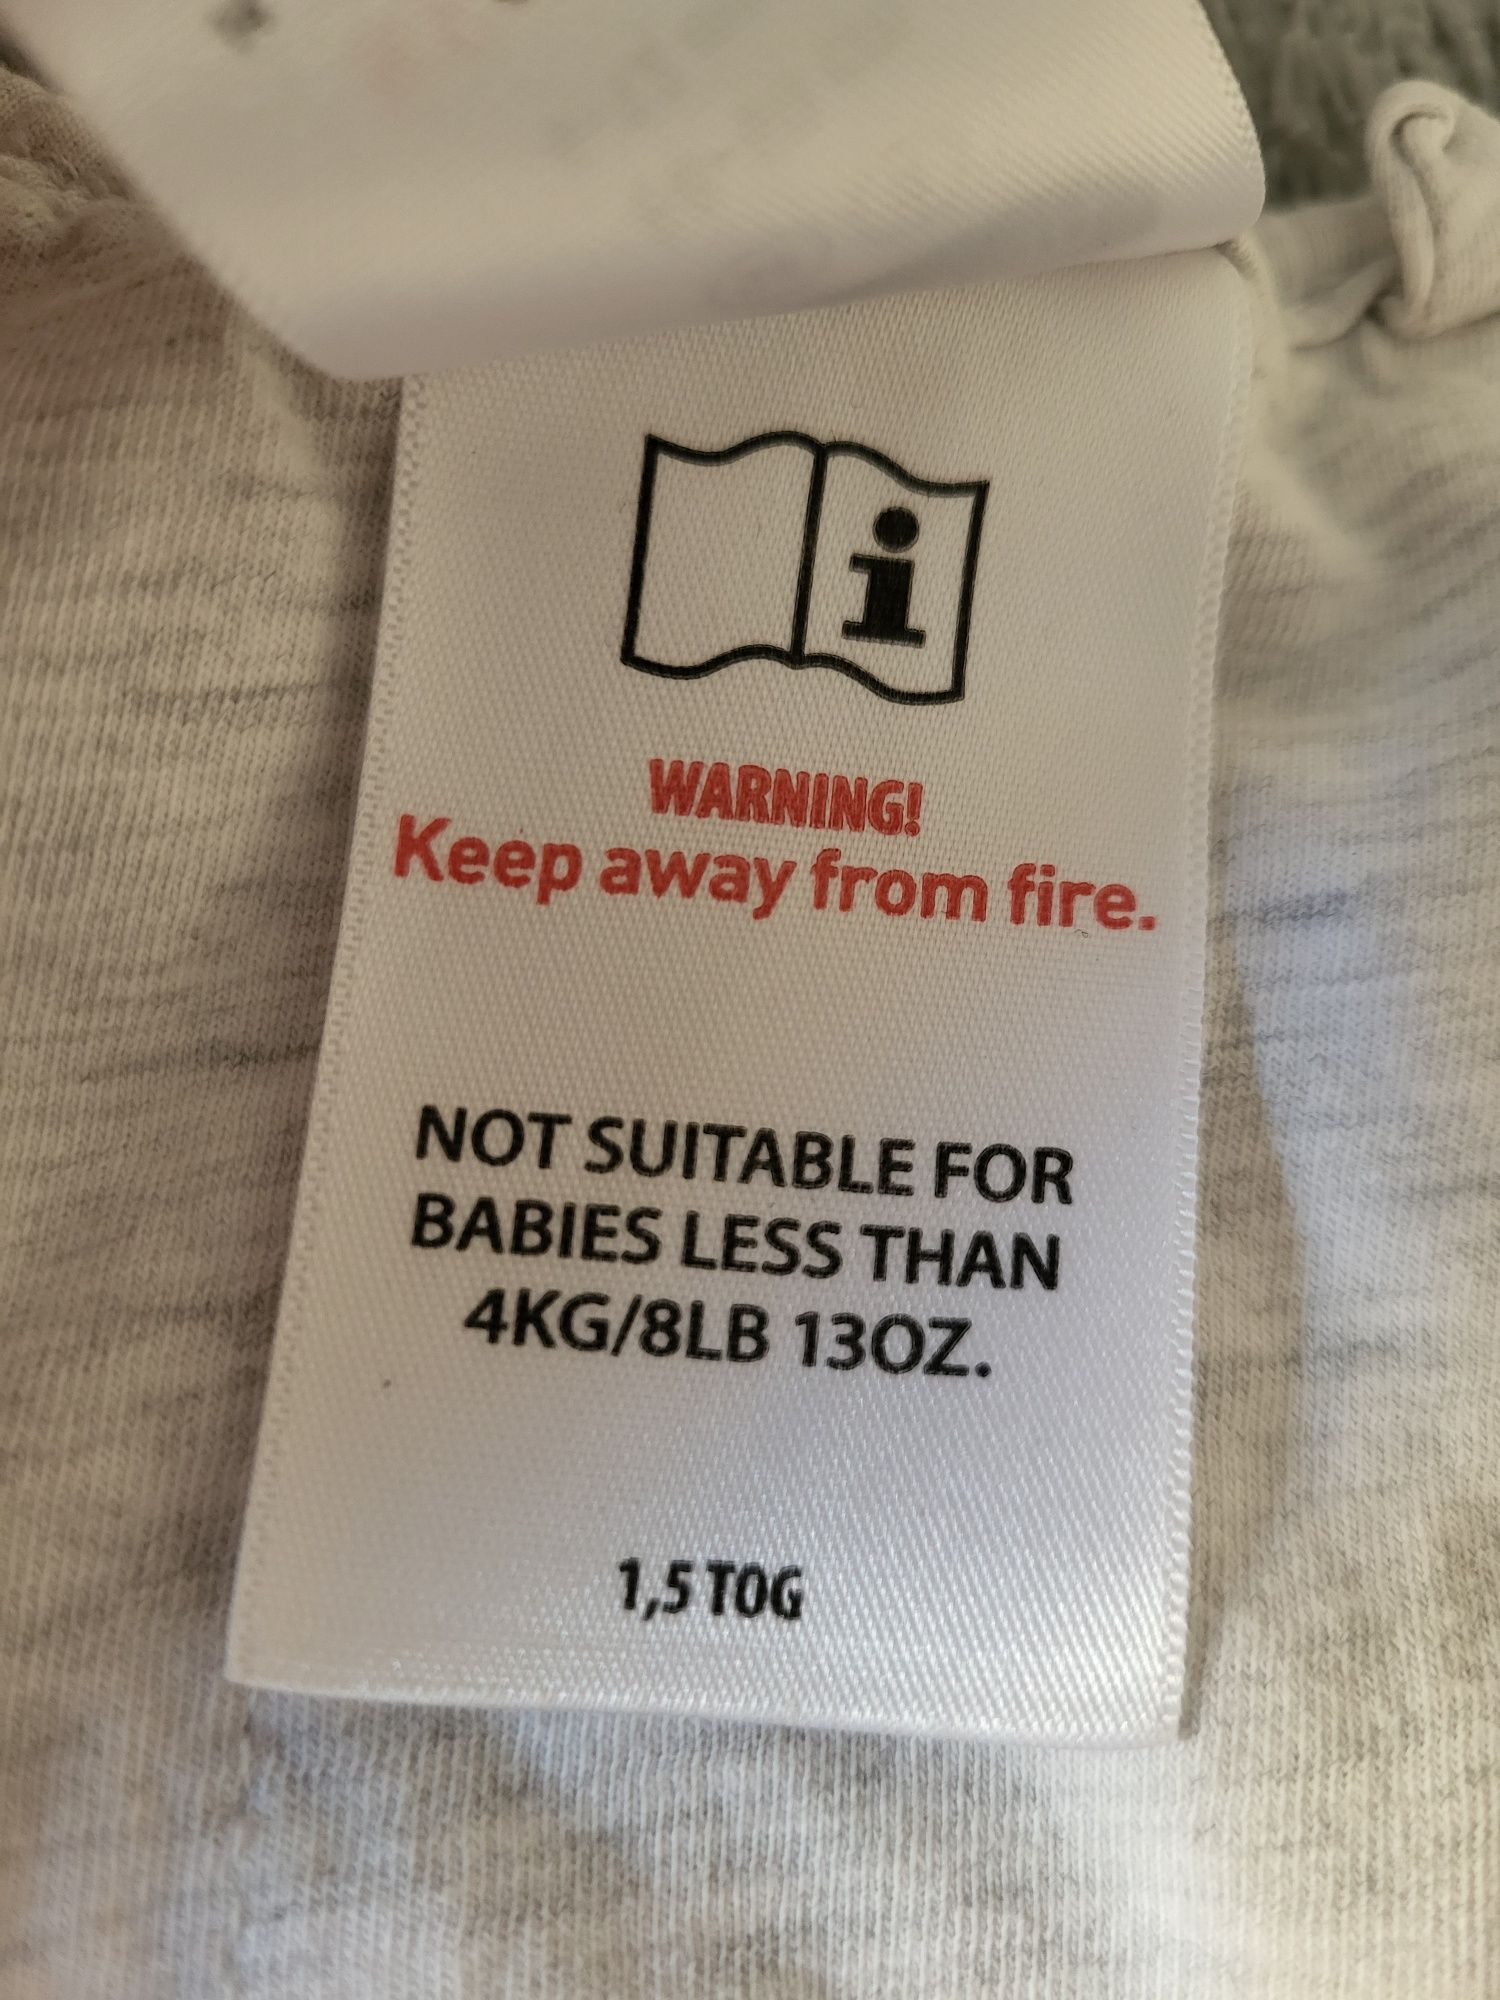 i
WARNING!
Keep away from fire.
NOT SUITABLE FOR
BABIES LESS THAN
4KG/8LB 13OZ.
1,5 TOG